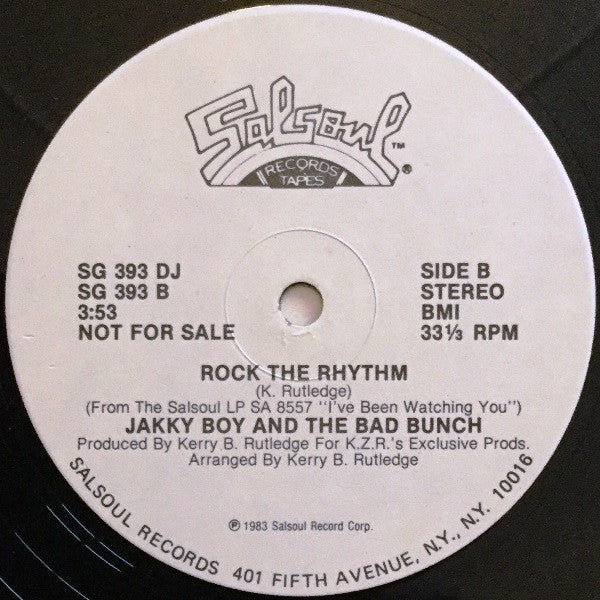 Salsoul™
RECORDS
TAPES®
SG 393 DJ
SG 393 B
3:53
NOT FOR SALE
SIDE B
STEREO
BMI
33⅓ RPM
ROCK THE RHYTHM
(K. Rutledge)
(From The Salsoul LP SA 8557 "I've Been Watching You")
JAKKY BOY AND THE BAD BUNCH
Produced By Kerry B. Rutledge For K.Z.R.'s Exclusive Prods.
Arranged By Kerry B. Rutledge
℗ 1983 Salsoul Record Corp.
SALSOUL RECORDS 401 FIFTH AVENUE, N.Y., N.Y. 10016